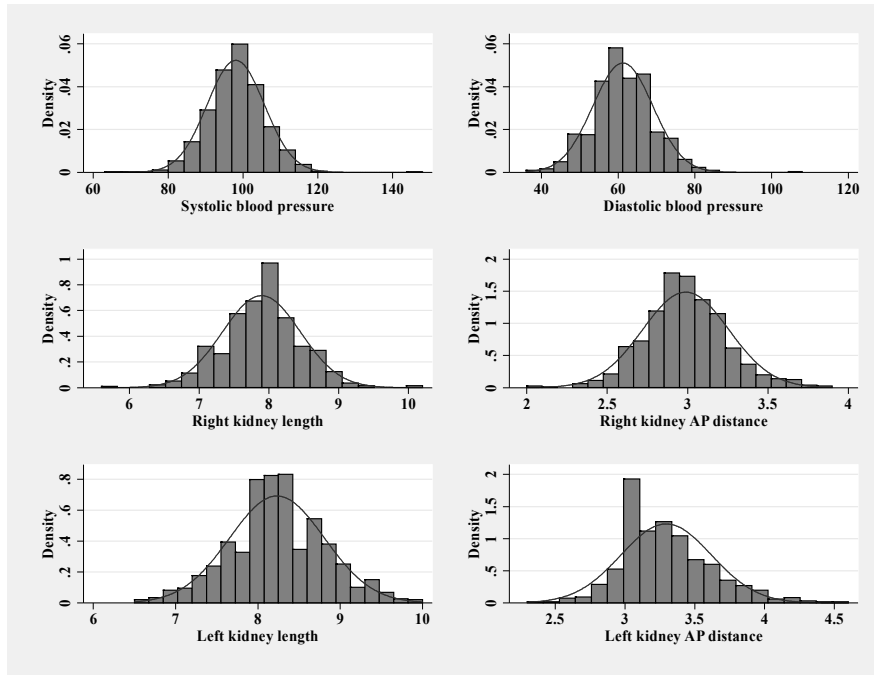 .06
.04
.02
0
Density
60 80 100 120 140
Systolic blood pressure
.06
.04
.02
0
Density
40 60 80 100 120
Diastolic blood pressure
1
.8
.6
.4
.2
0
Density
6 7 8 9 10
Right kidney length
2
1.5
1
.5
0
Density
2 2.5 3 3.5 4
Right kidney AP distance
.8
.6
.4
.2
0
Density
6 7 8 9 10
Left kidney length
2
1.5
1
.5
0
Density
2.5 3 3.5 4 4.5
Left kidney AP distance